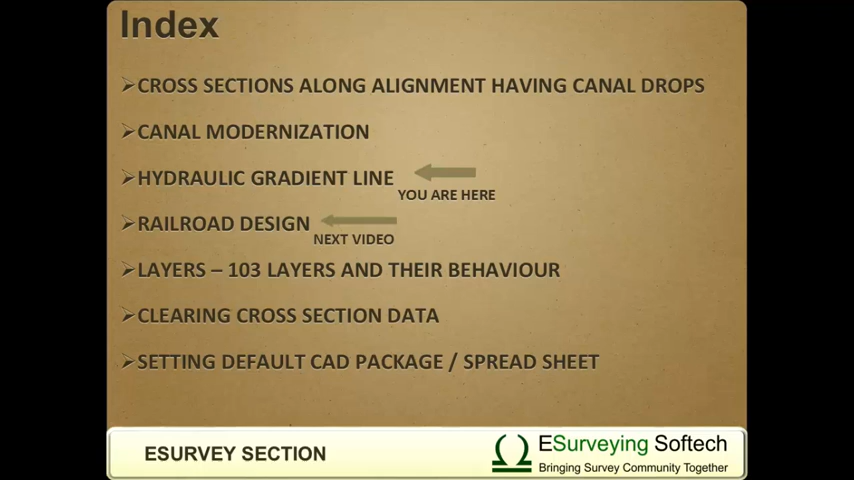 Index
➢CROSS SECTIONS ALONG ALIGNMENT HAVING CANAL DROPS
➢CANAL MODERNIZATION
➢HYDRAULIC GRADIENT LINE
YOU ARE HERE
➢RAILROAD DESIGN
NEXT VIDEO
➢LAYERS – 103 LAYERS AND THEIR BEHAVIOUR
➢CLEARING CROSS SECTION DATA
➢SETTING DEFAULT CAD PACKAGE / SPREAD SHEET
ESURVEY SECTION
ESurveying Softech
Bringing Survey Community Together